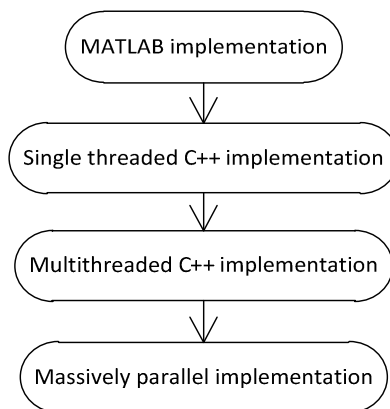 MATLAB implementation
Single threaded C++ implementation
Multithreaded C++ implementation
Massively parallel implementation